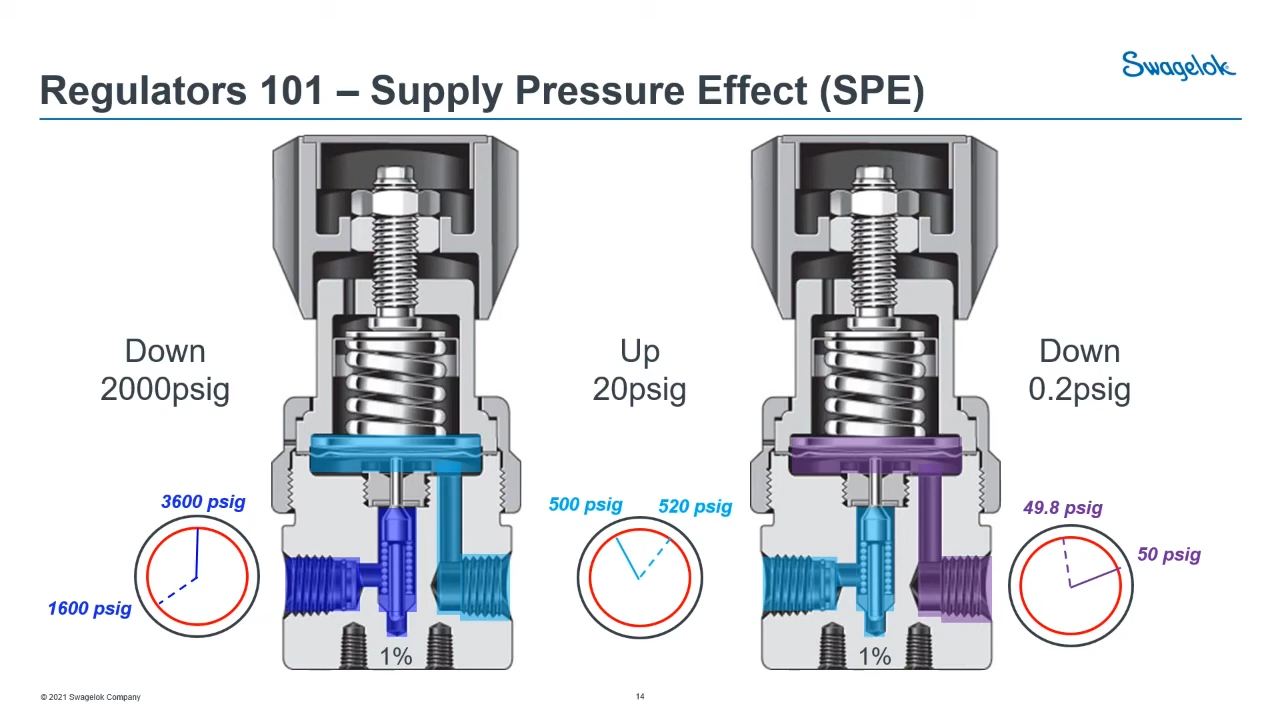 Swagelok
Regulators 101 – Supply Pressure Effect (SPE)
Down
2000psig
Up
20psig
Down
0.2psig
3600 psig
1600 psig
500 psig
520 psig
49.8 psig
50 psig
1%
1%
© 2021 Swagelok Company
14